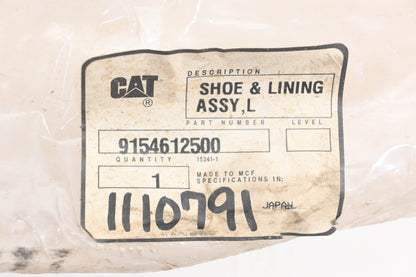 CAT ®
DESCRIPTION
SHOE & LINING
ASSY,L
PART NUMBER LEVEL
9154612500
QUANTITY 15241-1
1
MADE TO MCF
SPECIFICATIONS IN:
1110791
JAPAN